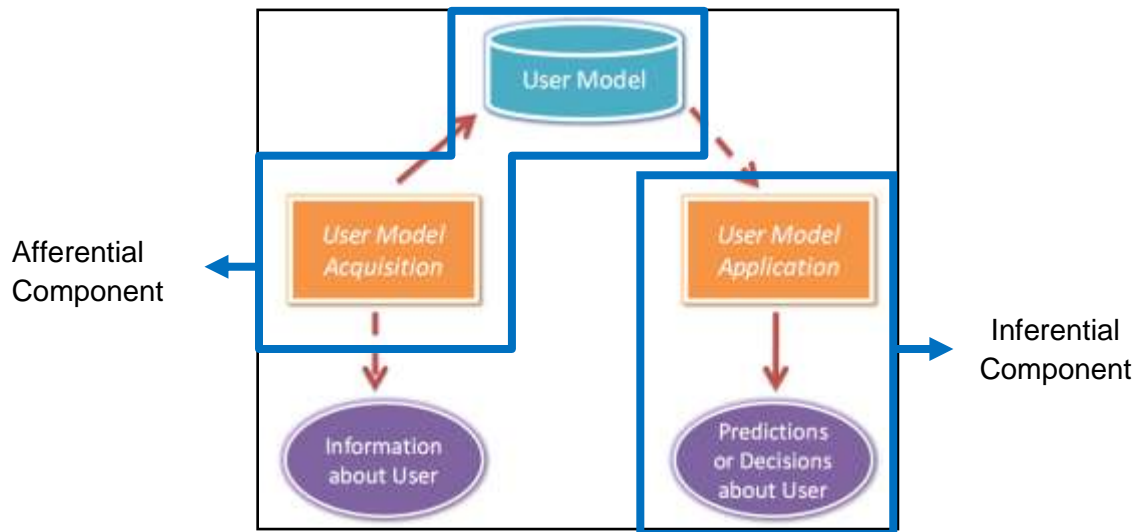 User Model
User Model
Acquisition
User Model
Application
Afferential
Component
Inferential
Component
Information
about User
Predictions
or Decisions
about User